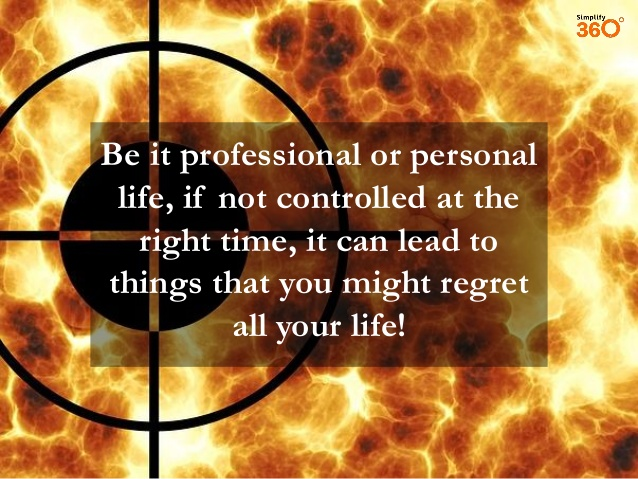 Simplify
360°
Be it professional or personal
life, if not controlled at the
right time, it can lead to
things that you might regret
all your life!